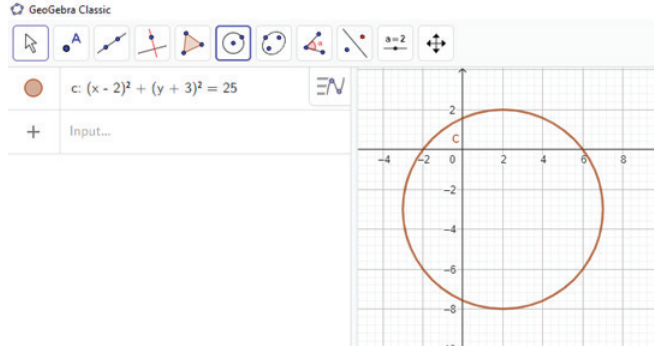 GeoGebra Classic
A
a=2
c: (x - 2)² + (y + 3)² = 25
Input...
2
c
-4
-2
0
2
4
6
8
-2
-4
-6
-8